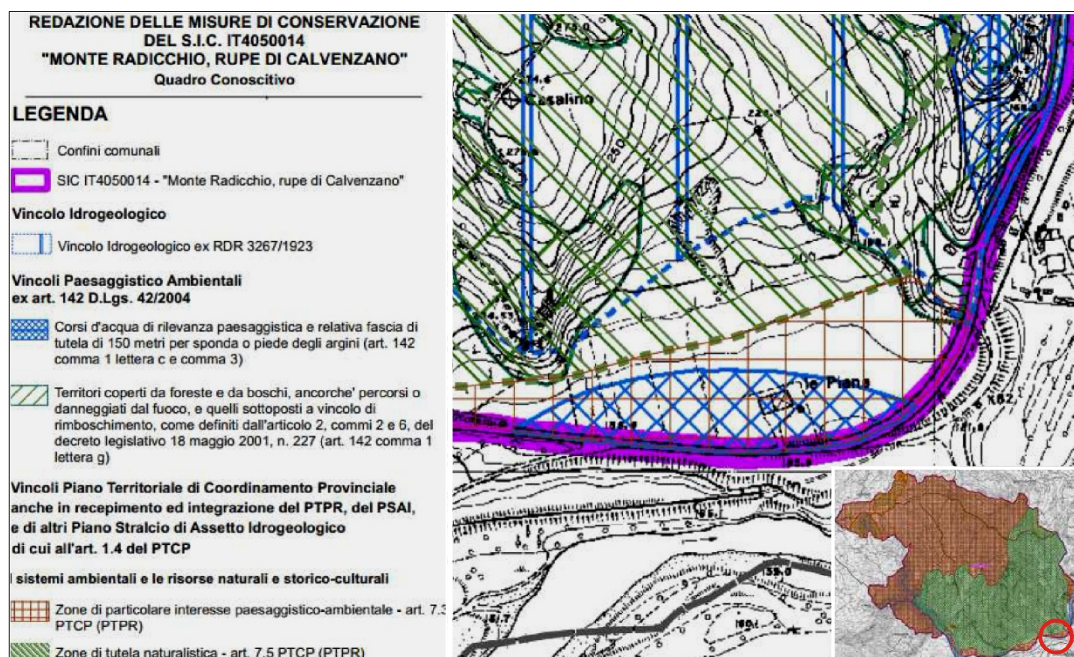 REDAZIONE DELLE MISURE DI CONSERVAZIONE
DEL S.I.C. IT4050014
"MONTE RADICCHIO, RUPE DI CALVENZANO"
Quadro Conoscitivo
LEGENDA
Confini comunali
SIC IT4050014 - "Monte Radicchio, rupe di Calvenzano"
Vincolo Idrogeologico
Vincolo Idrogeologico ex RDR 3267/1923
Vincoli Paesaggistico Ambientali
ex art. 142 D.Lgs. 42/2004
Corsi d'acqua di rilevanza paesaggistica e relativa fascia di
tutela di 150 metri per sponda o piede degli argini (art. 142
comma 1 lettera c e comma 3)
Territori coperti da foreste e da boschi, ancorche' percorsi o
danneggiati dal fuoco, e quelli sottoposti a vincolo di
rimboschimento, come definiti dall'articolo 2, commi 2 e 6, del
decreto legislativo 18 maggio 2001, n. 227 (art. 142 comma 1
lettera g)
Vincoli Piano Territoriale di Coordinamento Provinciale
anche in recepimento ed integrazione del PTPR, del PSAI,
e di altri Piano Stralcio di Assetto Idrogeologico
di cui all'art. 1.4 del PTCP
I sistemi ambientali e le risorse naturali e storico-culturali
Zone di particolare interesse paesaggistico-ambientale - art. 7.3
PTCP (PTPR)
Zone di tutela naturalistica - art. 7.5 PTCP (PTPR)
Casalino
250
le Piane
159.0